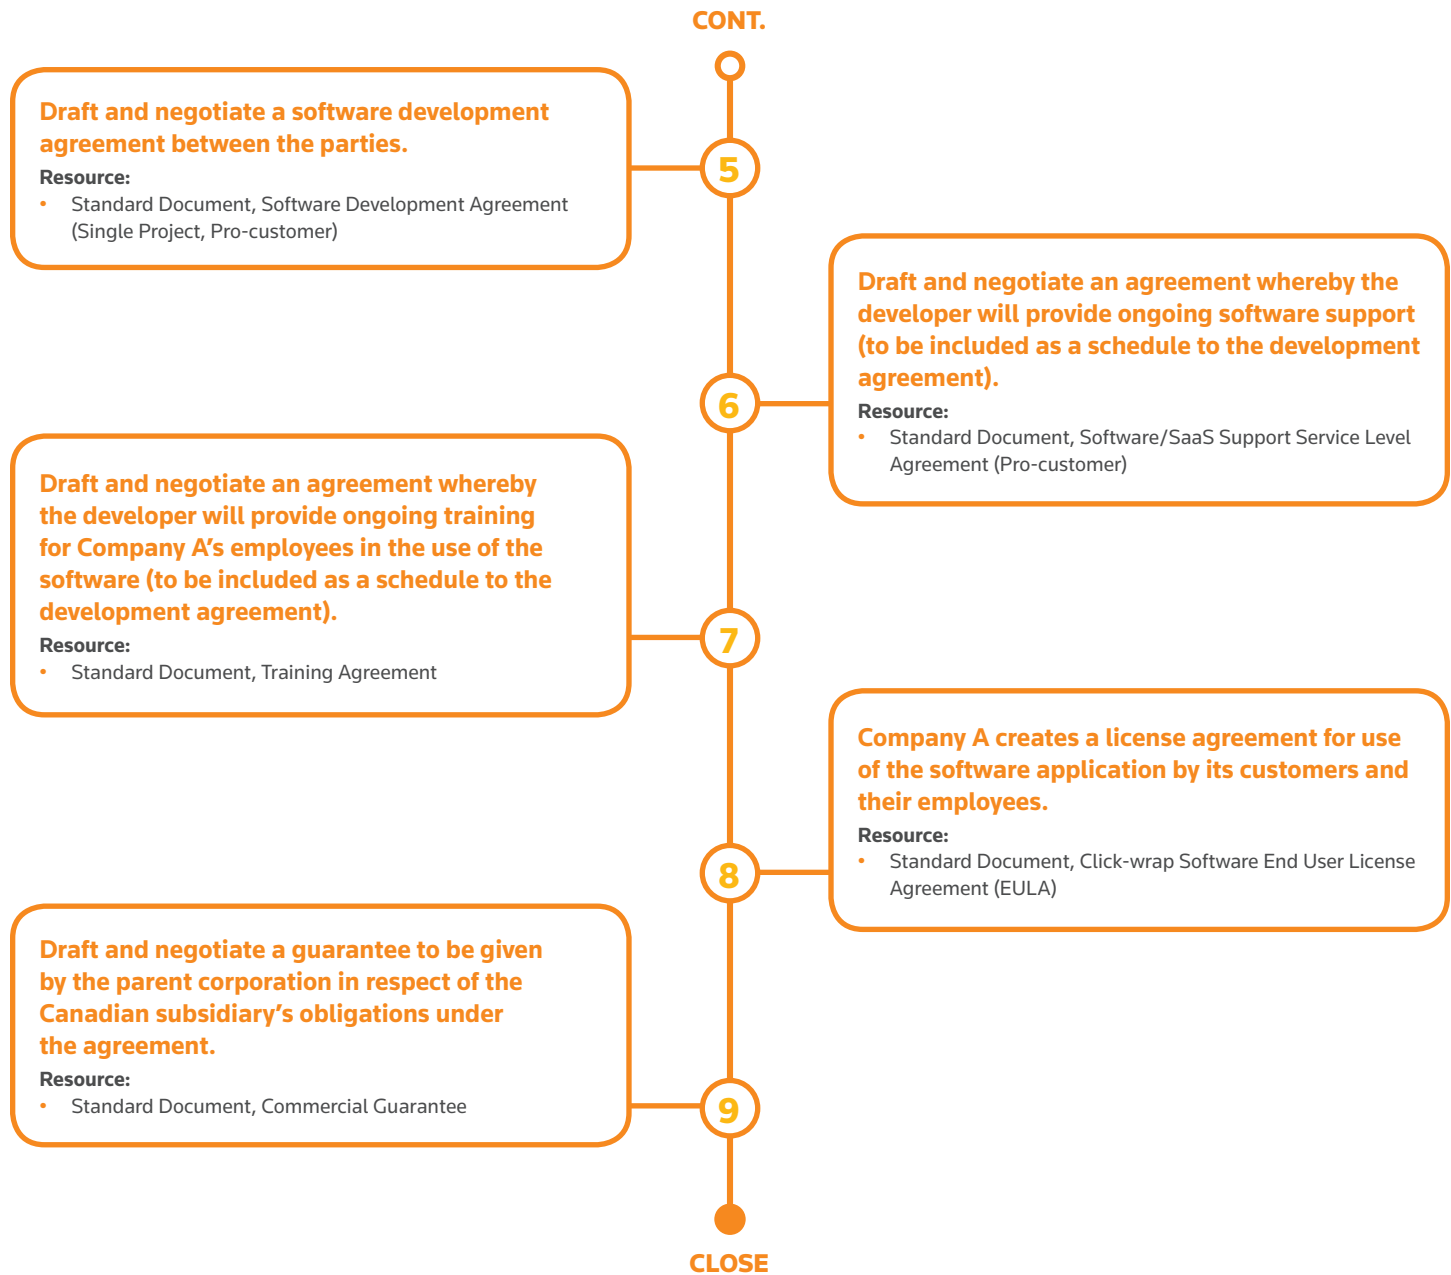 CONT.
Draft and negotiate a software development
agreement between the parties.
Resource:
• Standard Document, Software Development Agreement
(Single Project, Pro-customer)
5
Draft and negotiate an agreement whereby the
developer will provide ongoing software support
(to be included as a schedule to the development
agreement).
Resource:
• Standard Document, Software/SaaS Support Service Level
Agreement (Pro-customer)
6
Draft and negotiate an agreement whereby
the developer will provide ongoing training
for Company A’s employees in the use of the
software (to be included as a schedule to the
development agreement).
Resource:
• Standard Document, Training Agreement
7
Company A creates a license agreement for use
of the software application by its customers and
their employees.
Resource:
• Standard Document, Click-wrap Software End User License
Agreement (EULA)
8
Draft and negotiate a guarantee to be given
by the parent corporation in respect of the
Canadian subsidiary’s obligations under
the agreement.
Resource:
• Standard Document, Commercial Guarantee
9
CLOSE